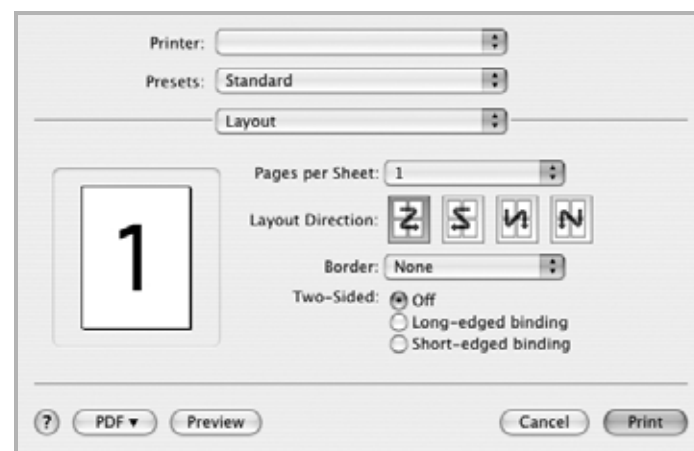 Printer:
Presets: Standard
Layout
Pages per Sheet: 1
Layout Direction:
1
Border: None
Two-Sided: Off
Long-edged binding
Short-edged binding
? PDF▼ Preview Cancel Print